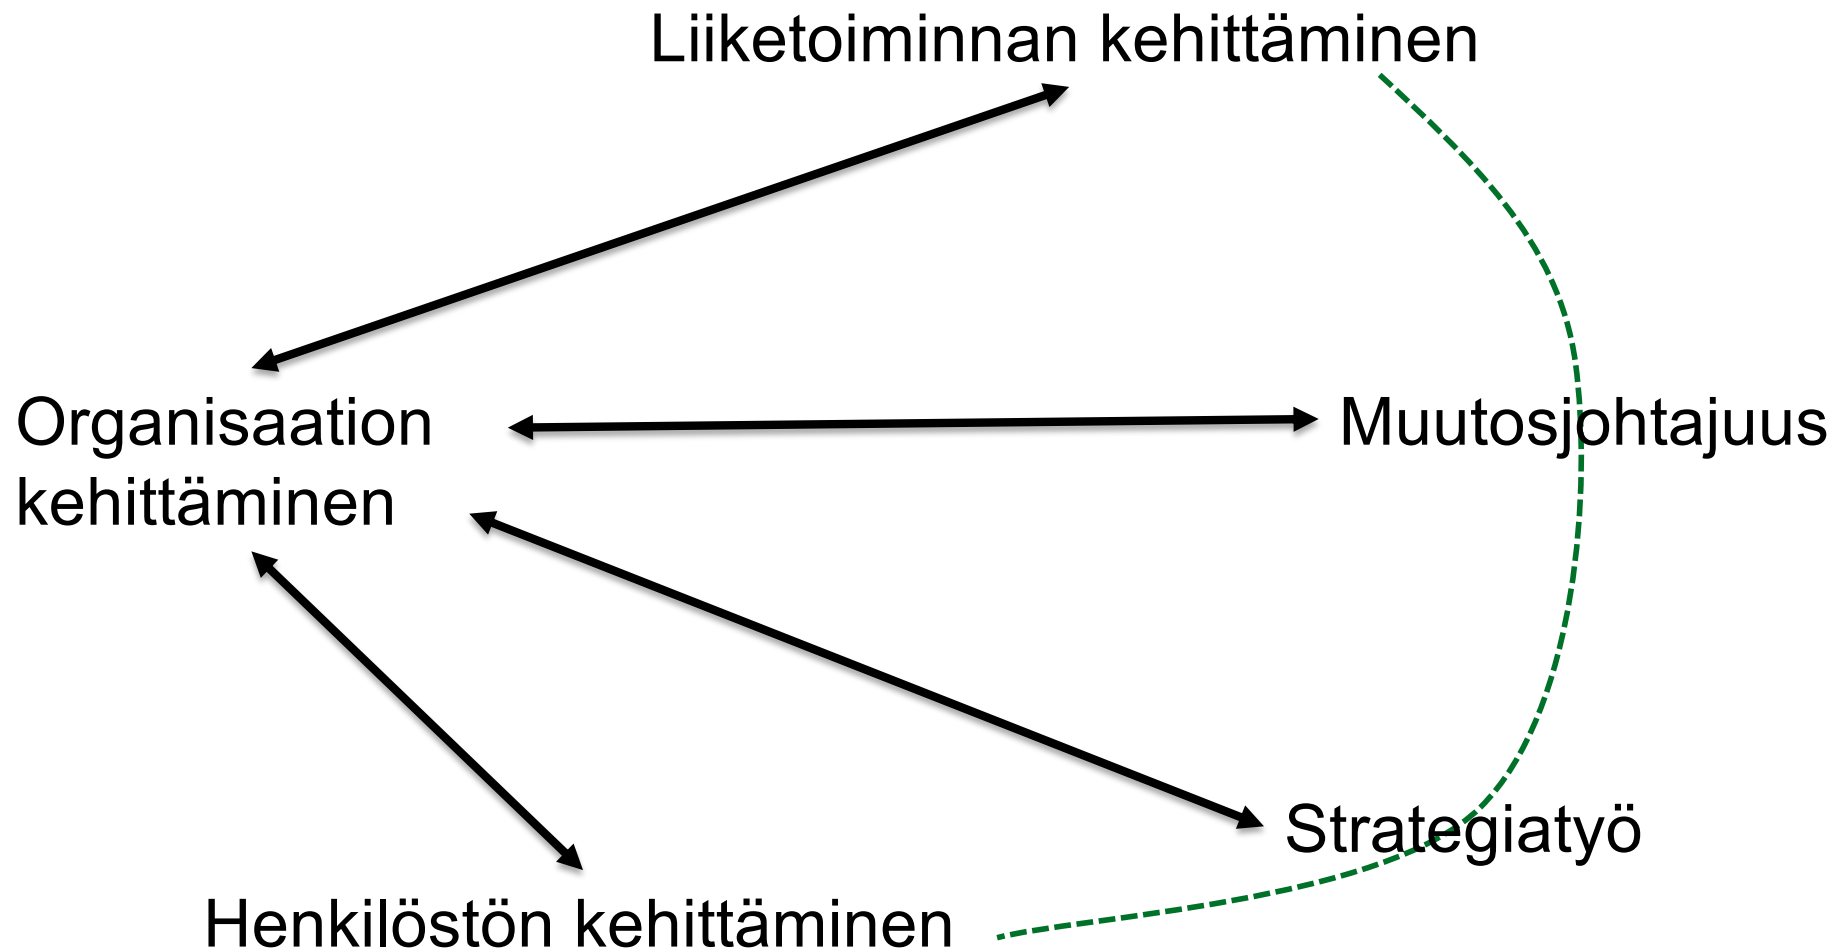 Liiketoiminnan kehittäminen
Organisaation
kehittäminen
Muutosjohtajuus
Strategiatyö
Henkilöstön kehittäminen